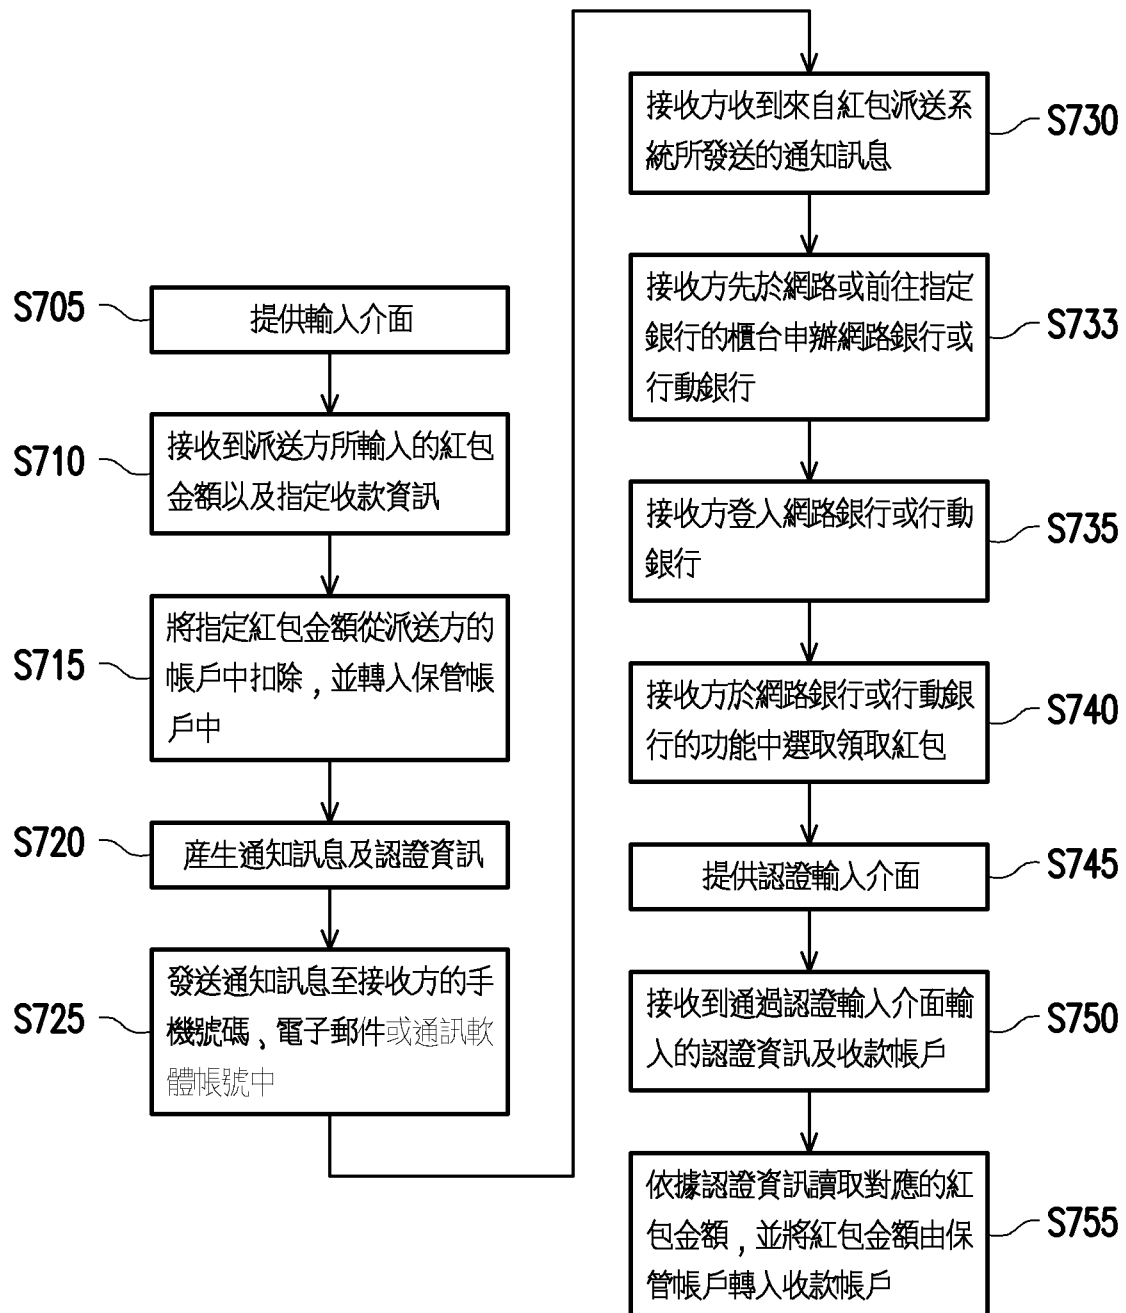 S705
提供輸入介面
S710
接收到派送方所輸入的紅包
金額以及指定收款資訊
S715
將指定紅包金額從派送方的
帳戶中扣除，並轉入保管帳
戶中
S720
産生通知訊息及認證資訊
S725
發送通知訊息至接收方的手
機號碼、電子郵件或通訊軟
體帳號中
接收方收到來自紅包派送系
統所發送的通知訊息
S730
接收方先於網路或前往指定
銀行的櫃台申辦網路銀行或
行動銀行
S733
接收方登入網路銀行或行動
銀行
S735
接收方於網路銀行或行動銀
行的功能中選取領取紅包
S740
提供認證輸入介面
S745
接收到通過認證輸入介面輸
入的認證資訊及收款帳戶
S750
依據認證資訊讀取對應的紅
包金額，並將紅包金額由保
管帳戶轉入收款帳戶
S755